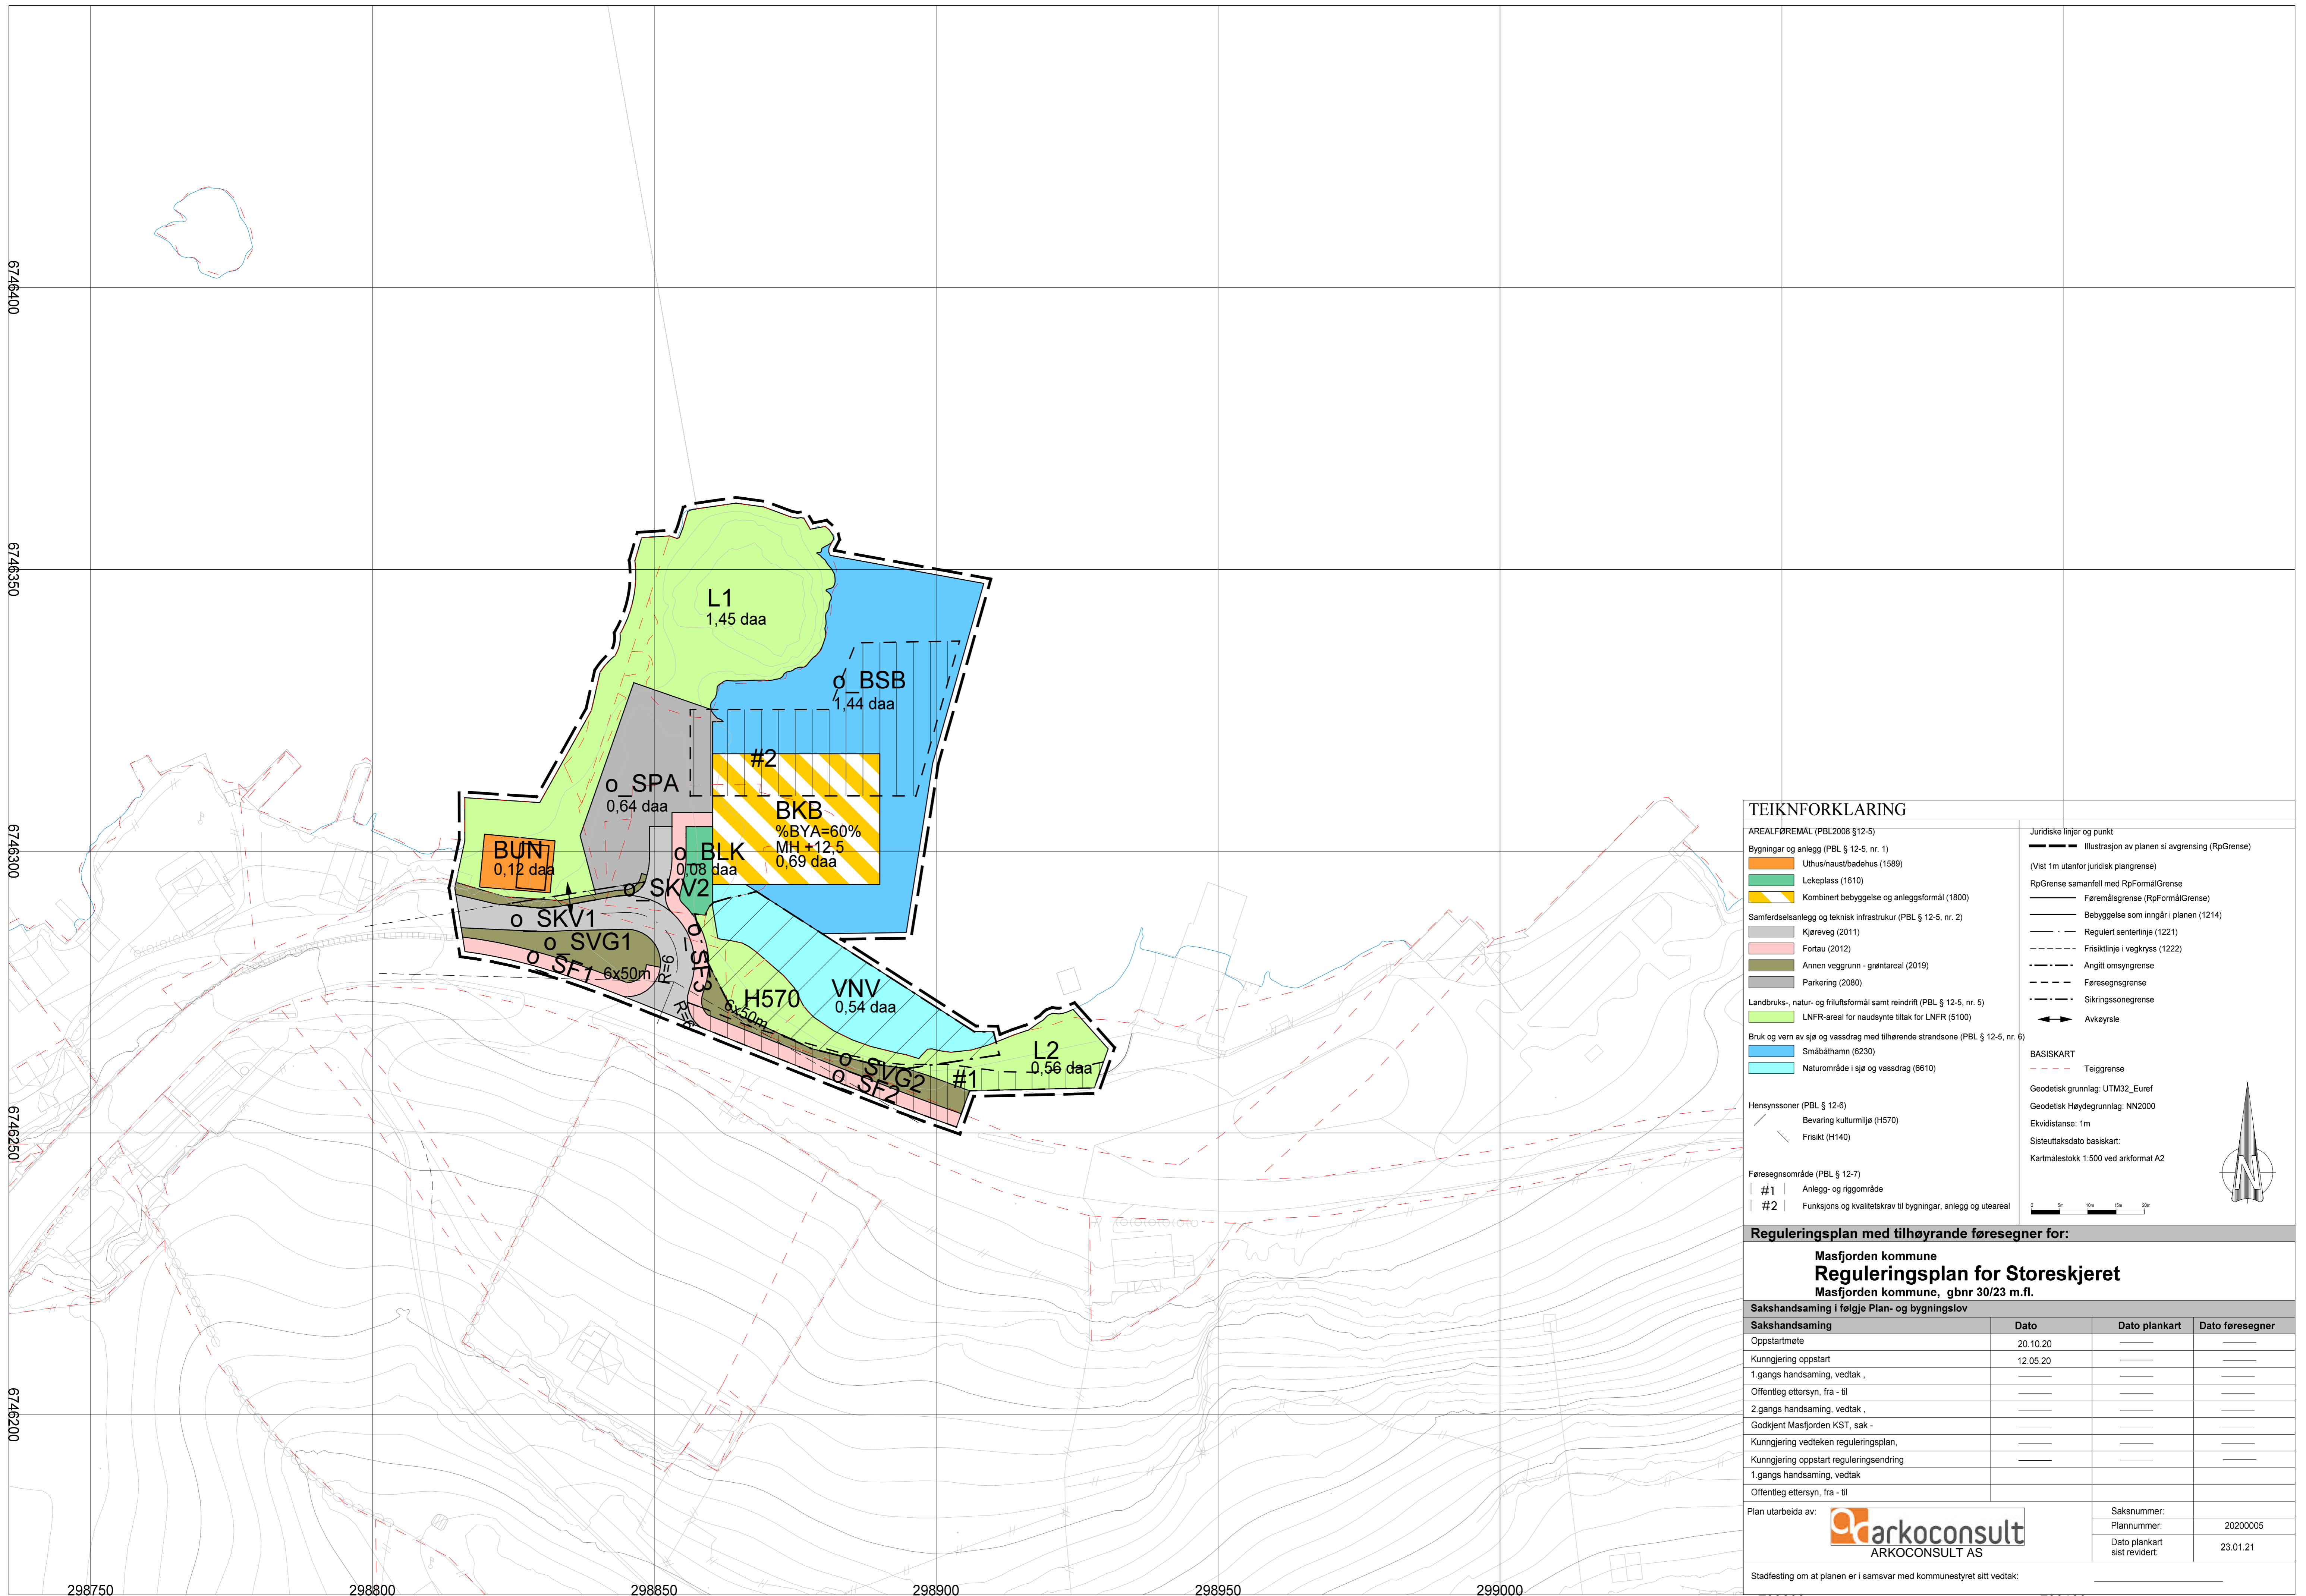 6746400
6746350
6746300
6746250
6746200
298750
298800
298850
298900
298950
299000
L1
1,45 daa
o_BSB
1,44 daa
#2
o_SPA
0,64 daa
BKB
%BYA=60%
MH +12,5
0,69 daa
BUN
0,12 daa
o_BLK
0,08 daa
o_SKV2
o_SKV1
o_SVG1
o_SF1
6x50m
R=6
o_SF3
R=6
6x50m
H570
VNV
0,54 daa
L2
0,56 daa
#1
o_SVG2
o_SF2
TEIKNFORKLARING
AREALFØREMÅL (PBL2008 §12-5)
Bygningar og anlegg (PBL § 12-5, nr. 1)
Uthus/naust/badehus (1589)
Lekeplass (1610)
Kombinert bebyggelse og anleggsformål (1800)
Samferdselsanlegg og teknisk infrastrukur (PBL § 12-5, nr. 2)
Kjøreveg (2011)
Fortau (2012)
Annen veggrunn - grøntareal (2019)
Parkering (2080)
Landbruks-, natur- og friluftsformål samt reindrift (PBL § 12-5, nr. 5)
LNFR-areal for naudsynte tiltak for LNFR (5100)
Bruk og vern av sjø og vassdrag med tilhørende strandsone (PBL § 12-5, nr. 6)
Småbåthamn (6230)
Naturområde i sjø og vassdrag (6610)
Hensynssoner (PBL § 12-6)
Bevaring kulturmiljø (H570)
Frisikt (H140)
Føresegnsområde (PBL § 12-7)
#1 Anlegg- og riggområde
#2 Funksjons og kvalitetskrav til bygningar, anlegg og uteareal
Juridiske linjer og punkt
Illustrasjon av planen si avgrensing (RpGrense)
(Vist 1m utanfor juridisk plangrense)
RpGrense samanfell med RpFormålGrense
Føremålsgrense (RpFormålGrense)
Bebyggelse som inngår i planen (1214)
Regulert senterlinje (1221)
Frisiktlinje i vegkryss (1222)
Angitt omsyngrense
Føresegnsgrense
Sikringssonegrense
Avkøyrsle
BASISKART
Teiggrense
Geodetisk grunnlag: UTM32_Euref
Geodetisk Høydegrunnlag: NN2000
Ekvidistanse: 1m
Sisteuttaksdato basiskart:
Kartmålestokk 1:500 ved arkformat A2
N
0 5m 10m 15m 20m
Reguleringsplan med tilhøyrande føresegner for:
Masfjorden kommune
Reguleringsplan for Storeskjeret
Masfjorden kommune, gbnr 30/23 m.fl.
Sakshandsaming i følgje Plan- og bygningslov
Sakshandsaming Dato Dato plankart Dato føresegner
Oppstartmøte 20.10.20
Kunngjering oppstart 12.05.20
1.gangs handsaming, vedtak ,
Offentleg ettersyn, fra - til
2.gangs handsaming, vedtak ,
Godkjent Masfjorden KST, sak -
Kunngjering vedteken reguleringsplan,
Kunngjering oppstart reguleringsendring
1.gangs handsaming, vedtak
Offentleg ettersyn, fra - til
Plan utarbeida av:
arkoconsult
ARKOCONSULT AS
Saksnummer:
Plannummer: 20200005
Dato plankart
sist revidert: 23.01.21
Stadfesting om at planen er i samsvar med kommunestyret sitt vedtak: